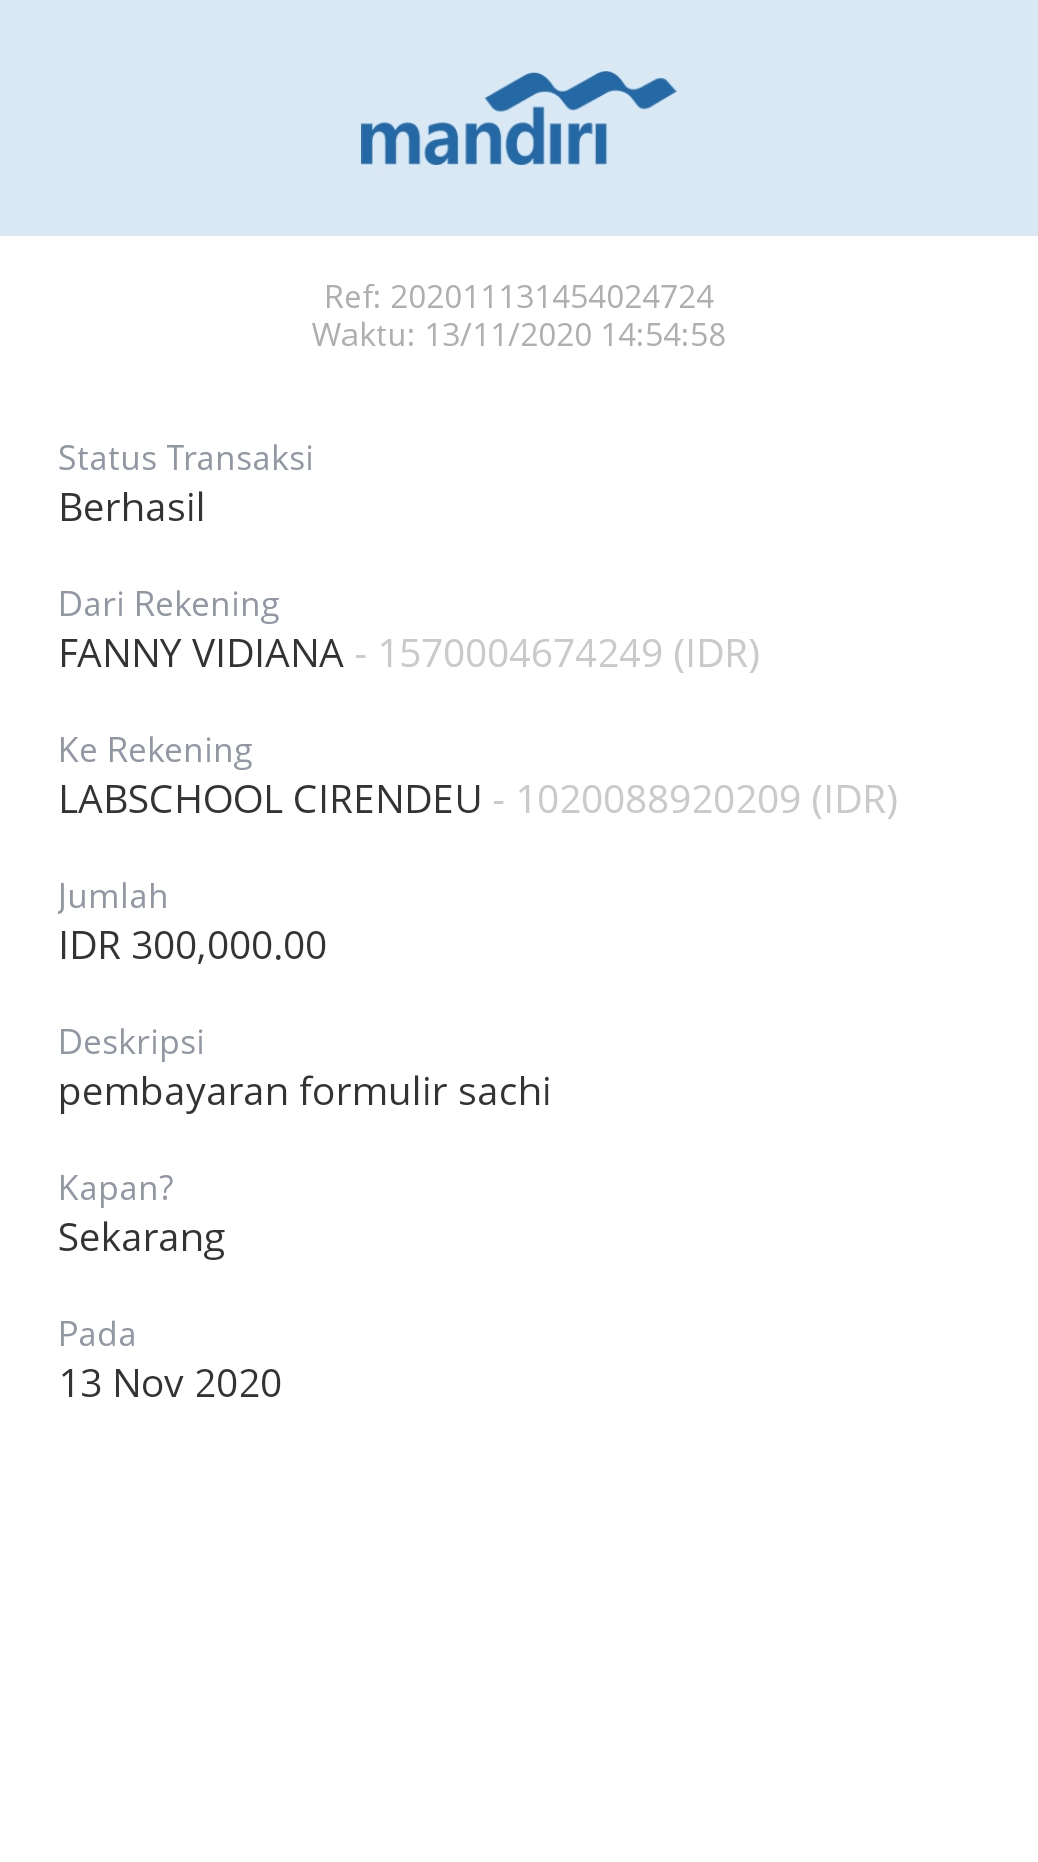 mandiri
Ref: 202011131454024724
Waktu: 13/11/2020 14:54:58
Status Transaksi
Berhasil
Dari Rekening
FANNY VIDIANA - 1570004674249 (IDR)
Ke Rekening
LABSCHOOL CIRENDEU - 1020088920209 (IDR)
Jumlah
IDR 300,000.00
Deskripsi
pembayaran formulir sachi
Kapan?
Sekarang
Pada
13 Nov 2020